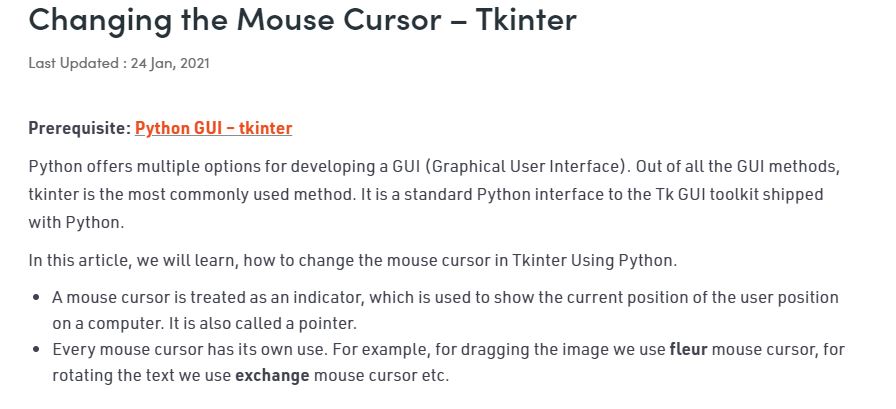 Changing the Mouse Cursor – Tkinter
Last Updated : 24 Jan, 2021
Prerequisite: Python GUI – tkinter
Python offers multiple options for developing a GUI (Graphical User Interface). Out of all the GUI methods,
tkinter is the most commonly used method. It is a standard Python interface to the Tk GUI toolkit shipped
with Python.
In this article, we will learn, how to change the mouse cursor in Tkinter Using Python.
• A mouse cursor is treated as an indicator, which is used to show the current position of the user position
on a computer. It is also called a pointer.
• Every mouse cursor has its own use. For example, for dragging the image we use fleur mouse cursor, for
rotating the text we use exchange mouse cursor etc.